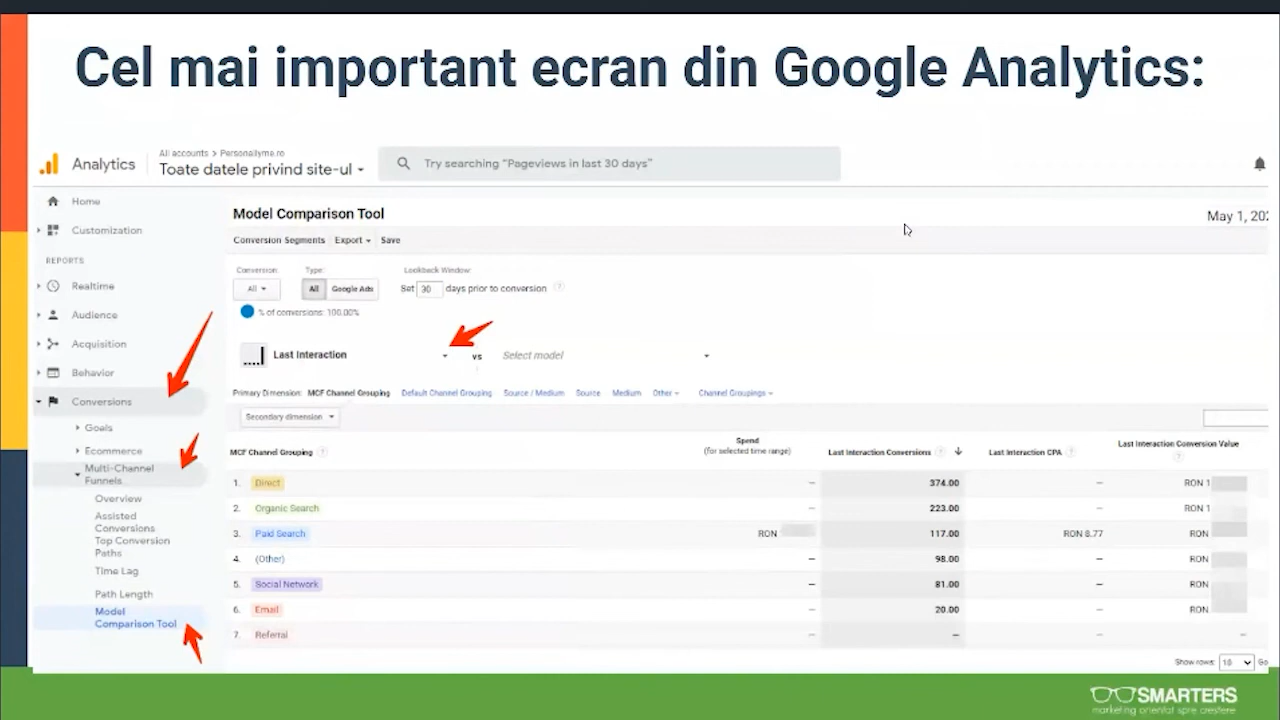 Cel mai important ecran din Google Analytics:
Analytics
All accounts > Personallyme.ro
Toate datele privind site-ul
Try searching "Pageviews in last 30 days"
Home
Customization
REPORTS
Realtime
Audience
Acquisition
Behavior
Conversions
Goals
Ecommerce
Multi-Channel
Funnels
Overview
Assisted
Conversions
Top Conversion
Paths
Time Lag
Path Length
Model
Comparison Tool
Model Comparison Tool
May 1, 202
Conversion Segments Export Save
Conversion: Type: Lookback Window:
All All Google Ads Set 30 days prior to conversion
% of conversions: 100.00%
Last Interaction vs Select model
Primary Dimension: MCF Channel Grouping Default Channel Grouping Source / Medium Source Medium Other Channel Groupings
Secondary dimension
MCF Channel Grouping Spend Last Interaction Conversions Last Interaction CPA Last Interaction Conversion Value
(for selected time range)
1. Direct – 374.00 – RON 1
2. Organic Search – 223.00 – RON 1
3. Paid Search RON 117.00 RON 8.77 RON
4. (Other) – 98.00 – RON
5. Social Network – 81.00 – RON
6. Email – 20.00 – RON
7. Referral – – – –
Show rows: 10 Go
SMARTERS
marketing orientat spre crestere